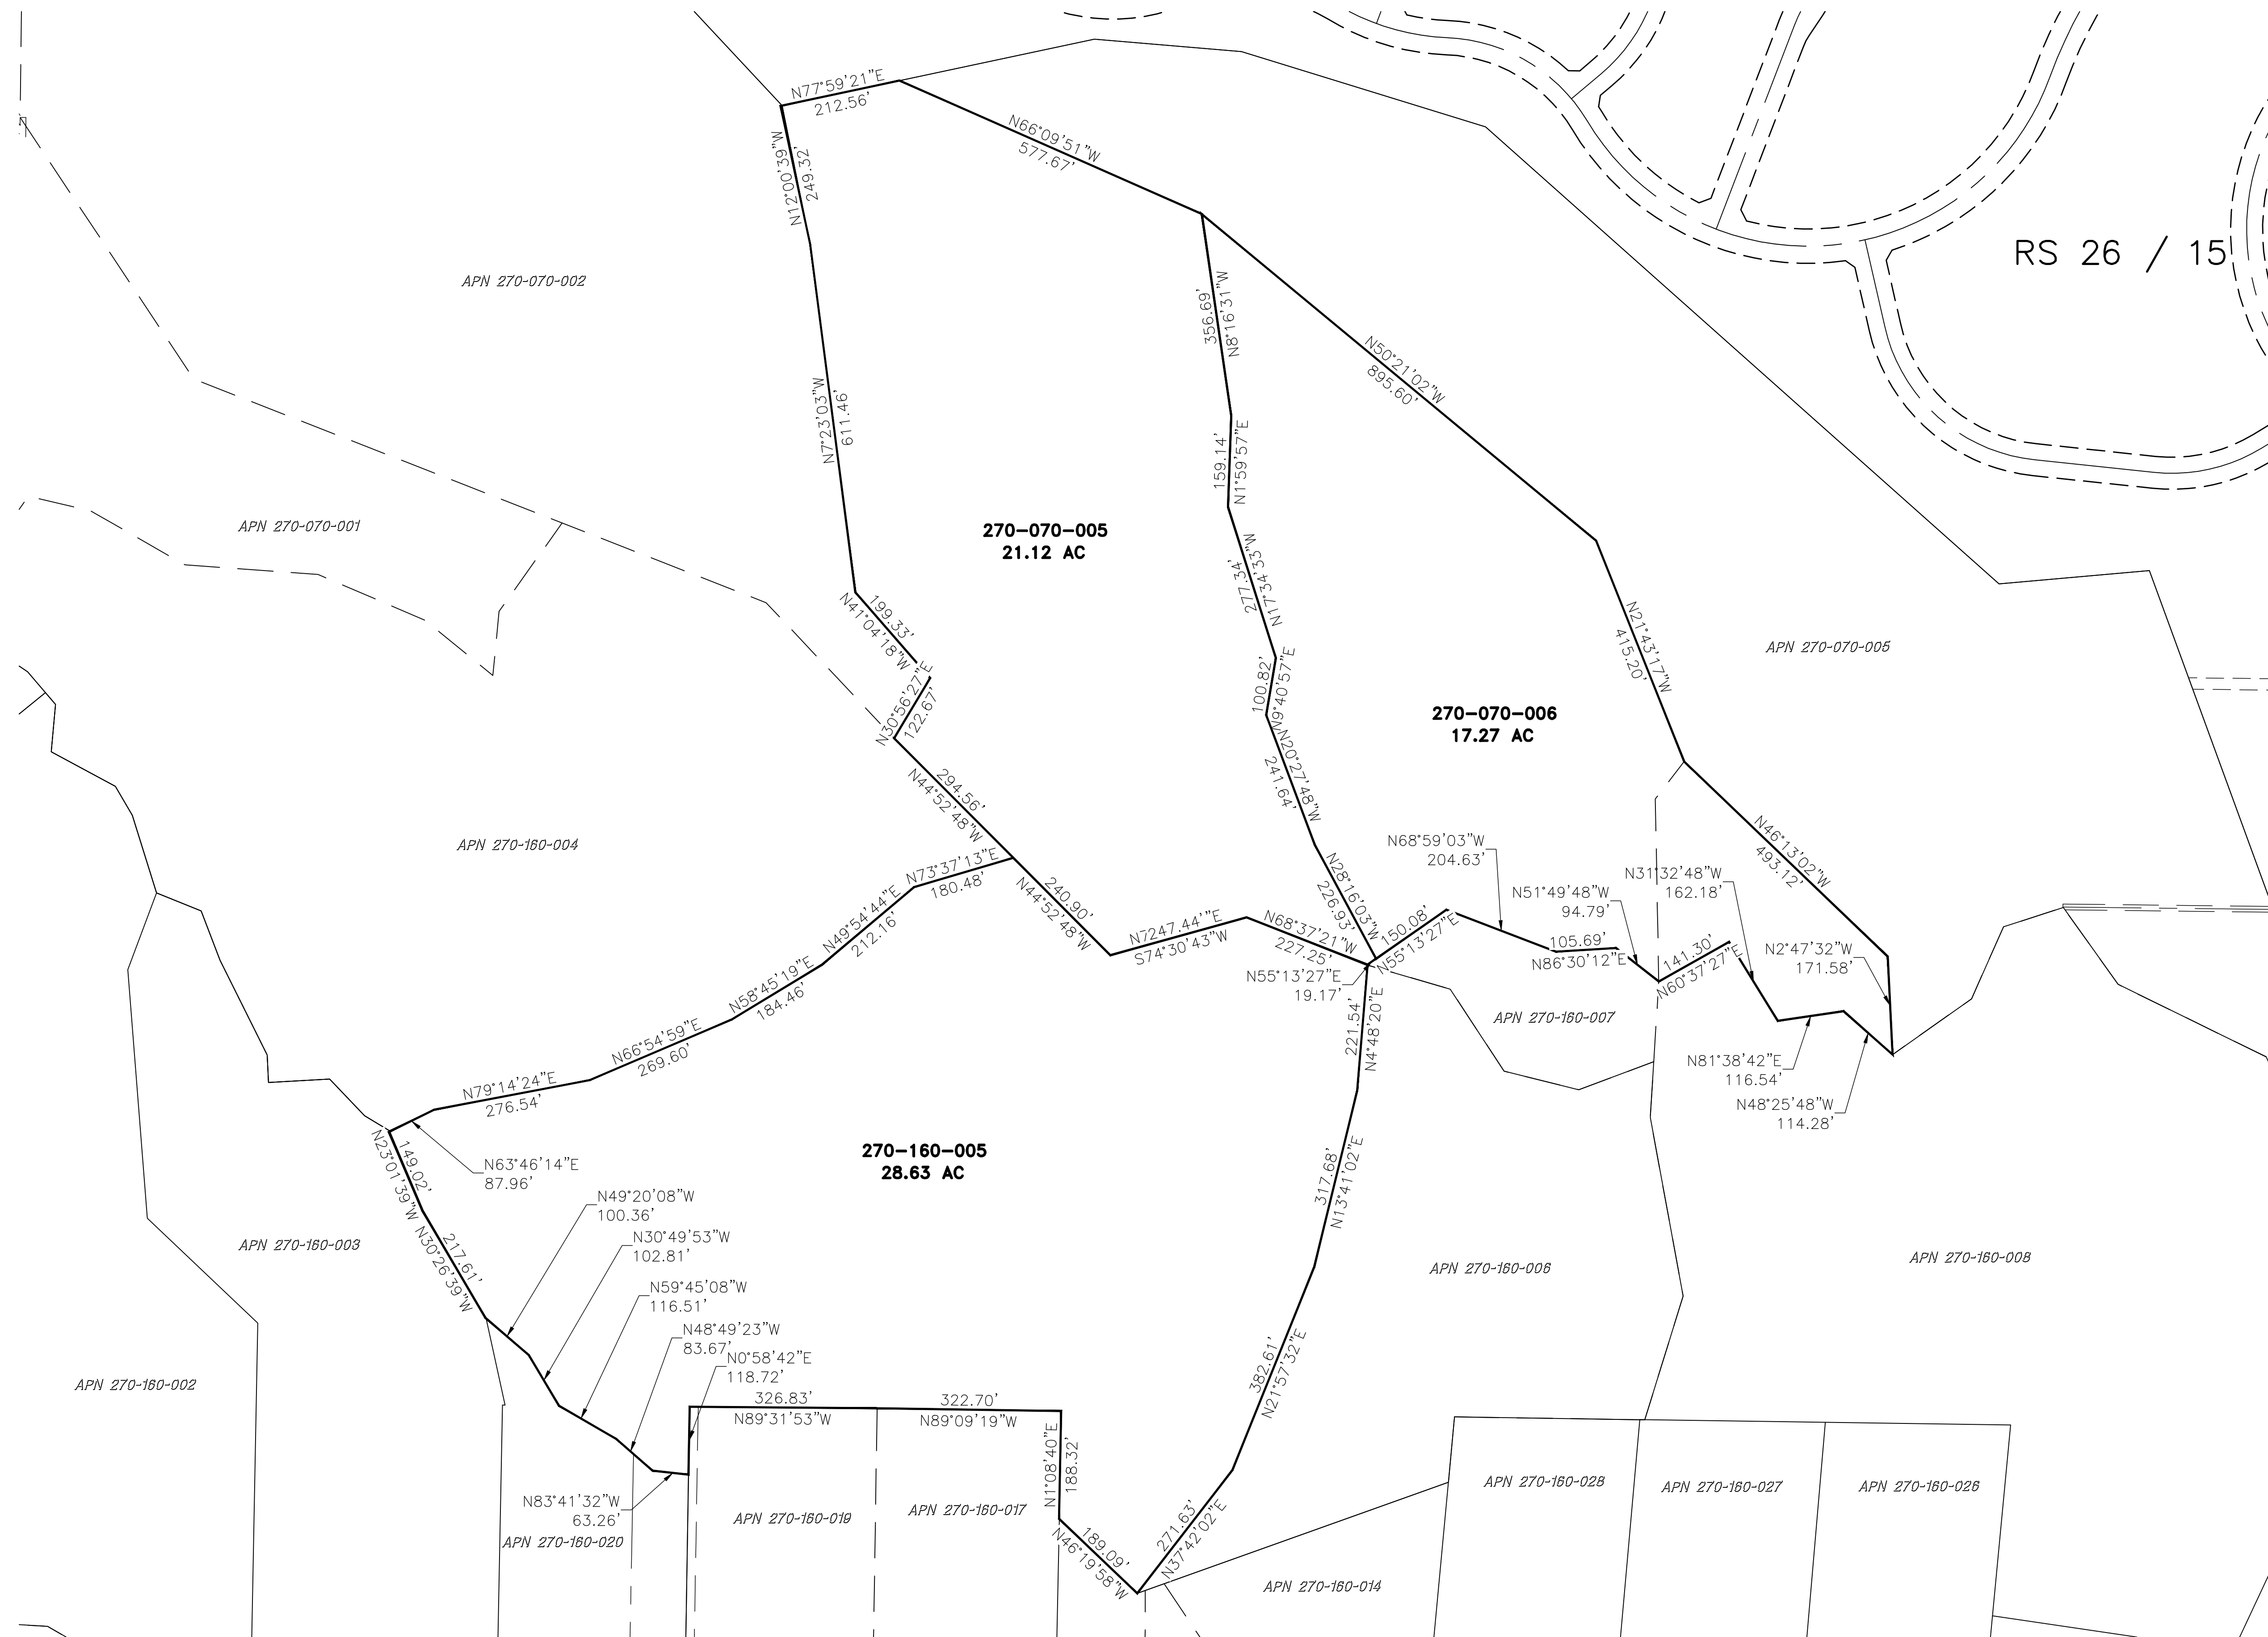 N77°59'21"E
212.56'
N66°09'51"W
577.67'
N12°00'39"W
249.32'
RS 26 / 15
APN 270-070-002
356.69'
N8°16'31"W
N50°21'02"W
895.60'
N7°23'03"W
611.46'
159.14'
N1°59'57"E
APN 270-070-001
270-070-005
21.12 AC
277.34'
N17°34'33"W
199.33'
N41°04'18"W
N21°43'17"W
415.20'
APN 270-070-005
N30°56'27"E
122.67'
100.82'
N9°40'57"E
270-070-006
17.27 AC
N20°27'48"W
241.64'
294.56'
N44°52'48"W
APN 270-160-004
N68°59'03"W
204.63'
N46°13'02"W
493.12'
N31°32'48"W
162.18'
N51°49'48"W
94.79'
N73°37'13"E
180.48'
N28°16'03"W
226.93'
240.90'
N44°52'48"W
N49°54'44"E
212.16'
N7247.44'"E
S74°30'43"W
N68°37'21"W
227.25'
150.08'
N55°13'27"E
105.69'
N86°30'12"E
141.30'
N60°37'27"E
N2°47'32"W
171.58'
N55°13'27"E
19.17'
N58°45'19"E
184.46'
APN 270-160-007
221.54'
N4°48'20"E
N66°54'59"E
269.60'
N81°38'42"E
116.54'
N79°14'24"E
276.54'
N48°25'48"W
114.28'
270-160-005
28.63 AC
149.02'
N23°01'39"W
N63°46'14"E
87.96'
317.68'
N13°41'02"E
N49°20'08"W
100.36'
217.61'
N30°26'39"W
N30°49'53"W
102.81'
APN 270-160-003
APN 270-160-006
APN 270-160-008
N59°45'08"W
116.51'
N48°49'23"W
83.67'
N0°58'42"E
118.72'
382.61'
N21°57'32"E
APN 270-160-002
326.83'
N89°31'53"W
322.70'
N89°09'19"W
N1°08'40"E
188.32'
APN 270-160-028
APN 270-160-027
APN 270-160-026
N83°41'32"W
63.26'
APN 270-160-019
APN 270-160-017
APN 270-160-020
271.63'
N37°42'02"E
189.09'
N46°19'58"W
APN 270-160-014